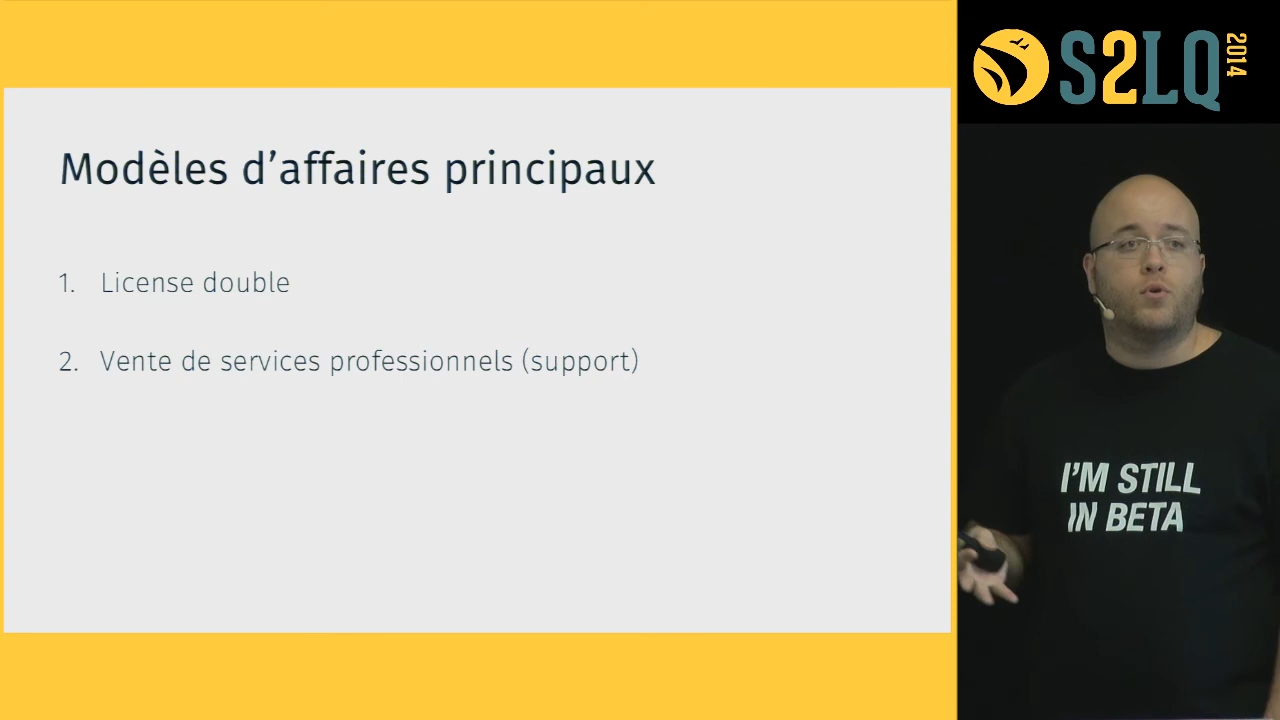 Modèles d’affaires principaux
1. License double
2. Vente de services professionnels (support)
S2LQ 2014
I'M STILL
IN BETA